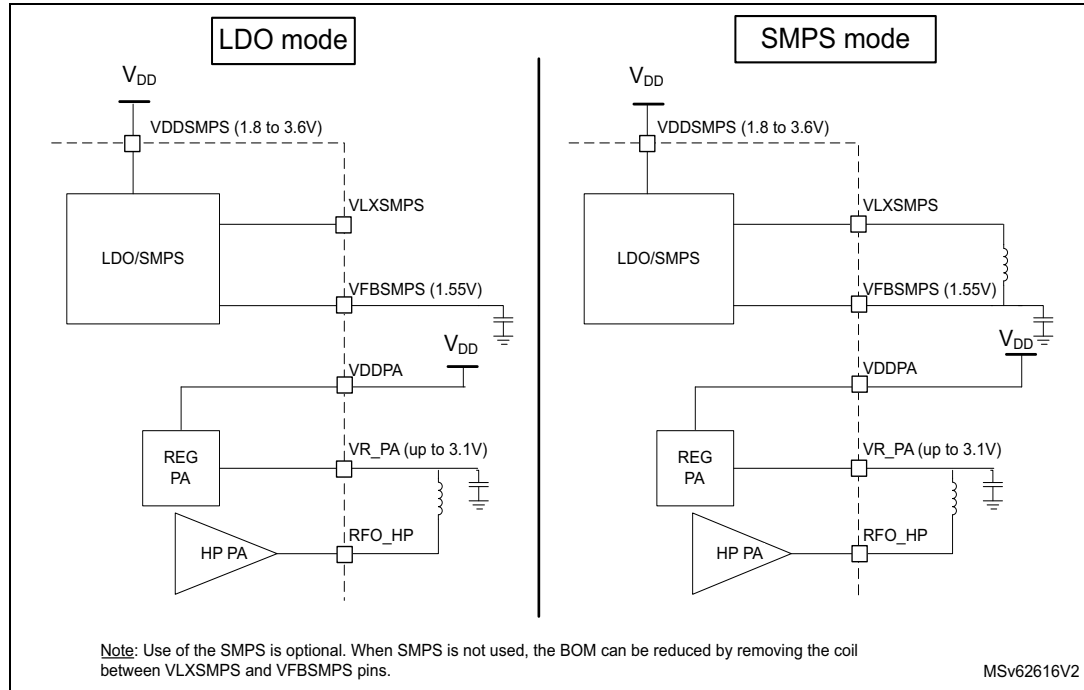 LDO mode
VDD
VDDSMPS (1.8 to 3.6V)
LDO/SMPS
VLXSMPS
VFBSMPS (1.55V)
VDD
VDDPA
REG
PA
VR_PA (up to 3.1V)
HP PA
RFO_HP
SMPS mode
VDD
VDDSMPS (1.8 to 3.6V)
LDO/SMPS
VLXSMPS
VFBSMPS (1.55V)
VDD
VDDPA
REG
PA
VR_PA (up to 3.1V)
HP PA
RFO_HP
Note: Use of the SMPS is optional. When SMPS is not used, the BOM can be reduced by removing the coil
between VLXSMPS and VFBSMPS pins.
MSv62616V2